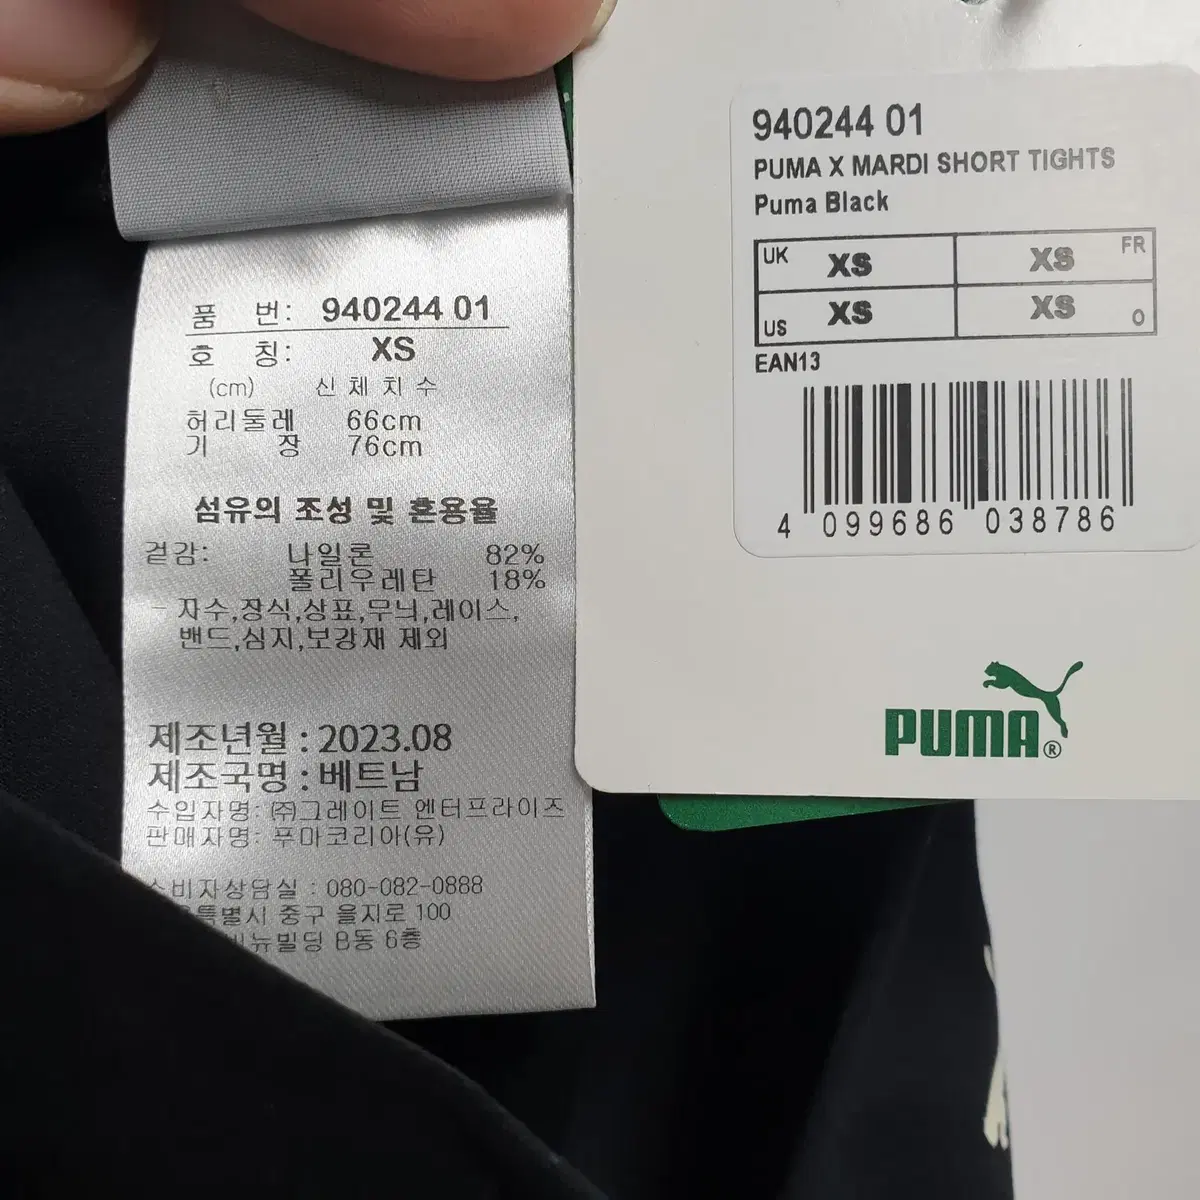 품 번: 940244 01
호 칭: XS
(cm) 신체치수
허리둘레 66cm
기 장 76cm
섬유의 조성 및 혼용율
겉감: 나일론 82%
폴리우레탄 18%
- 자수,장식,상표,무늬,레이스,
밴드,심지,보강재 제외
제조년월 : 2023.08
제조국명 : 베트남
수입자명: ㈜그레이트 엔터프라이즈
판매자명: 푸마코리아(유)
소비자상담실 : 080-082-0888
특별시 중구 을지로 100
뉴빌딩 B동 6층
940244 01
PUMA X MARDI SHORT TIGHTS
Puma Black
UK XS XS FR
US XS XS O
EAN13
4 099686 038786
PUMA®